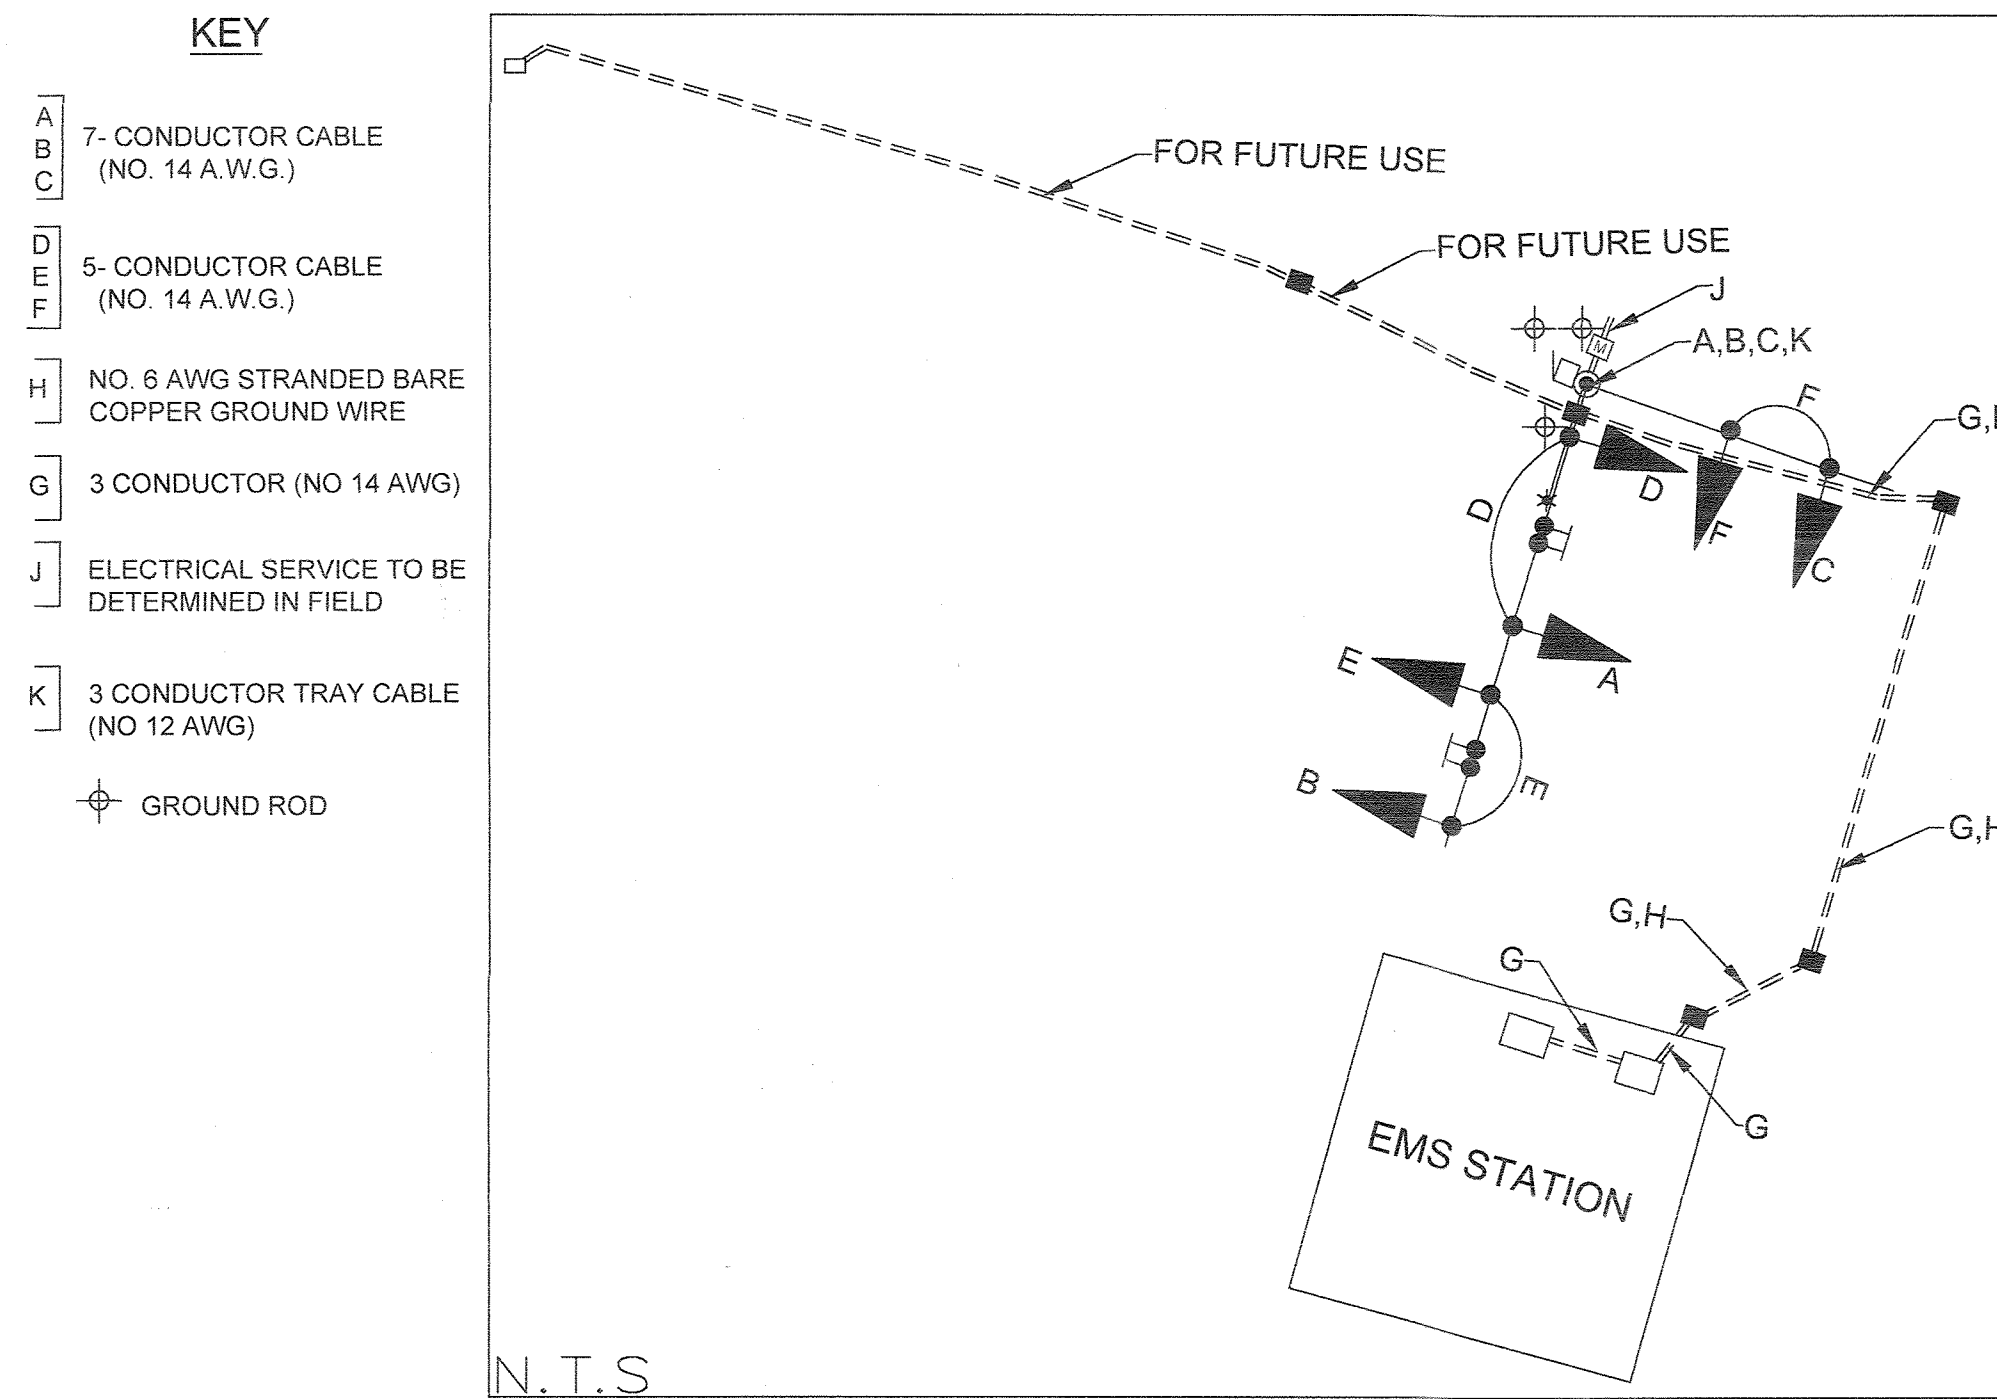 KEY
A
B
C
7- CONDUCTOR CABLE
(NO. 14 A.W.G.)
D
E
F
5- CONDUCTOR CABLE
(NO. 14 A.W.G.)
H
NO. 6 AWG STRANDED BARE
COPPER GROUND WIRE
G
3 CONDUCTOR (NO 14 AWG)
J
ELECTRICAL SERVICE TO BE
DETERMINED IN FIELD
K
3 CONDUCTOR TRAY CABLE
(NO 12 AWG)
GROUND ROD
FOR FUTURE USE
FOR FUTURE USE
J
M
A,B,C,K
F
G,
D
D
F
C
E
A
B
E
G,H
G,H
G
G
EMS STATION
N.T.S